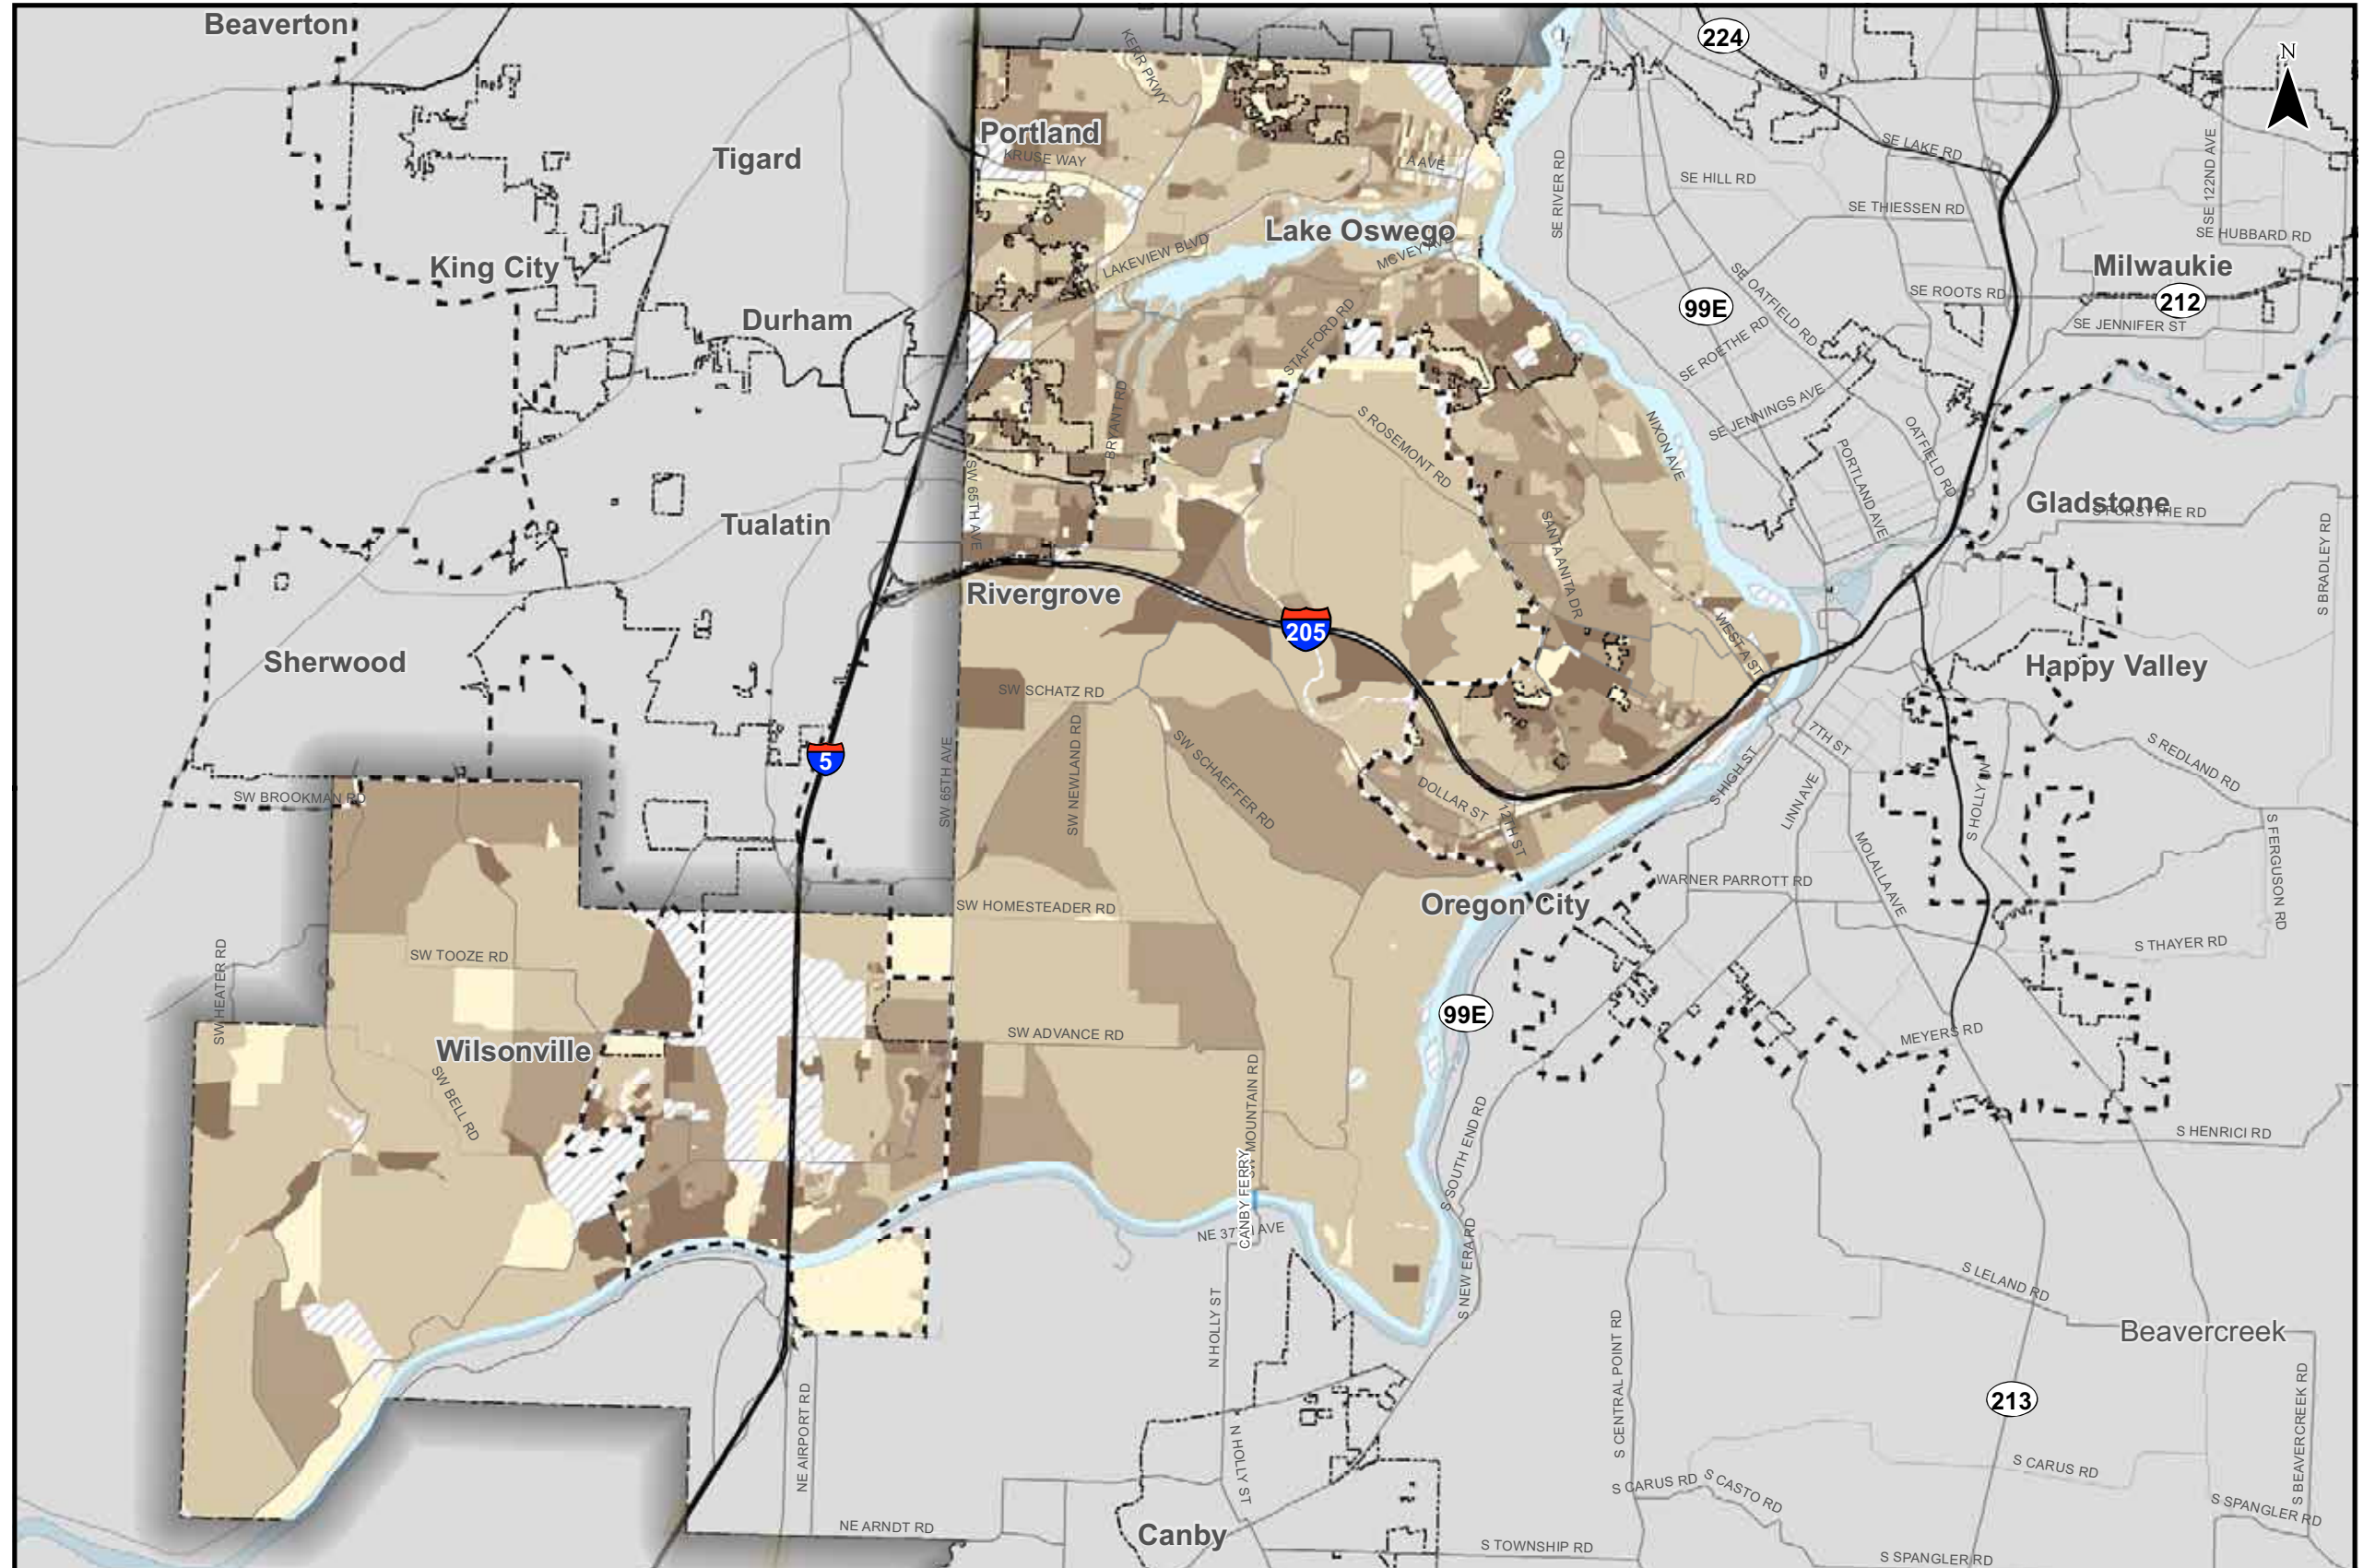 Beaverton
224
N
KERR PKWY
Portland
KRUSE WAY
Tigard
A AVE
SE LAKE RD
SE RIVER RD
SE HILL RD
SE 122ND AVE
SE THIESSEN RD
SE HUBBARD RD
Lake Oswego
LAKEVIEW BLVD
MCVEY AVE
King City
Milwaukie
212
SE OATFIELD RD
SE ROOTS RD
99E
SE JENNIFER ST
Durham
STAFFORD RD
SE ROETHE RD
BRYANT RD
S ROSEMONT RD
SE JENNINGS AVE
NIXON AVE
OATFIELD RD
PORTLAND AVE
SW 65TH AVE
Gladstone
S FORSYTHE RD
Tualatin
SANTA ANITA DR
S BRADLEY RD
Rivergrove
205
WEST A ST
Sherwood
Happy Valley
SW SCHATZ RD
SW NEWLAND RD
SW SCHAEFFER RD
7TH ST
S REDLAND RD
5
SW 65TH AVE
S HIGH ST
LINN AVE
S HOLLY LN
SW BROOKMAN RD
DOLLAR ST
12TH ST
MOLALLA AVE
S FERGUSON RD
WARNER PARROTT RD
SW HOMESTEADER RD
Oregon City
S THAYER RD
SW TOOZE RD
SW HEATER RD
99E
SW ADVANCE RD
MEYERS RD
Wilsonville
SW BELL RD
SW MOUNTAIN RD
CANBY FERRY
S SOUTH END RD
S HENRICI RD
NE 37TH AVE
S NEW ERA RD
S LELAND RD
N HOLLY ST
S CENTRAL POINT RD
Beavercreek
S BEAVERCREEK RD
213
NE AIRPORT RD
N HOLLY ST
S CARUS RD
S CASTO RD
S CARUS RD
S SPANGLER RD
NE ARNDT RD
Canby
S TOWNSHIP RD
S SPANGLER RD